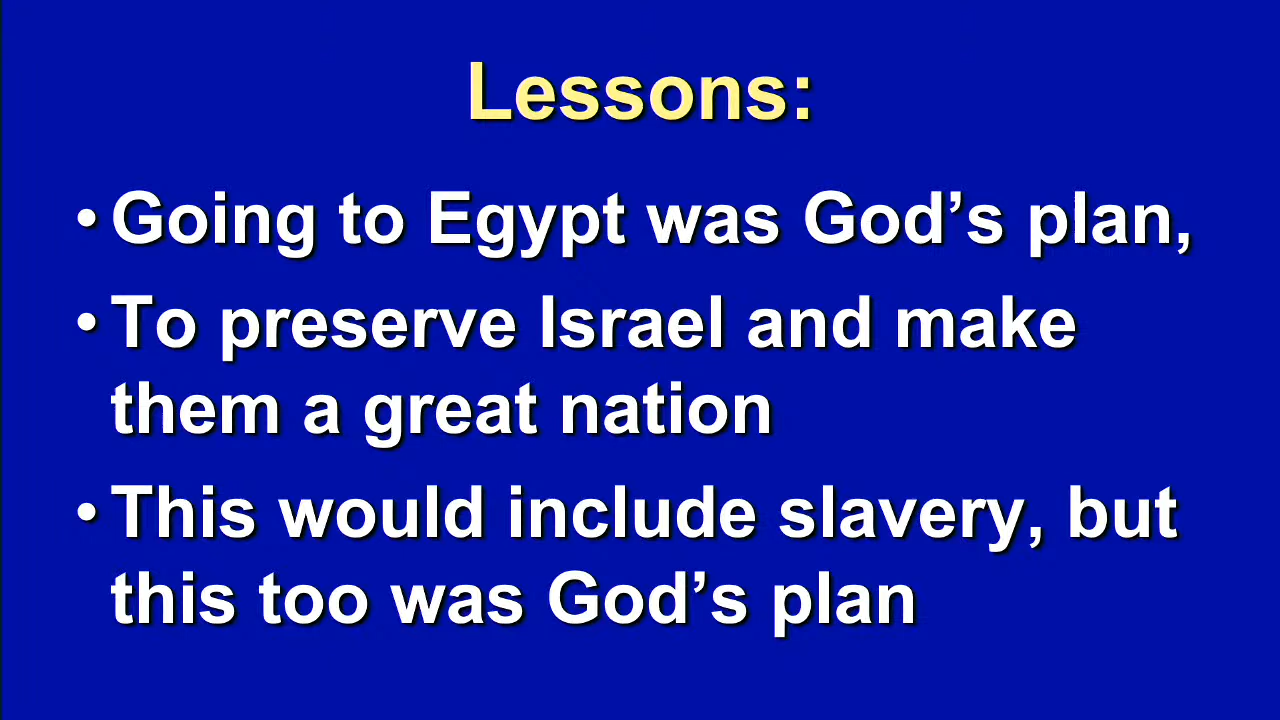 Lessons:
• Going to Egypt was God’s plan,
• To preserve Israel and make
them a great nation
• This would include slavery, but
this too was God’s plan